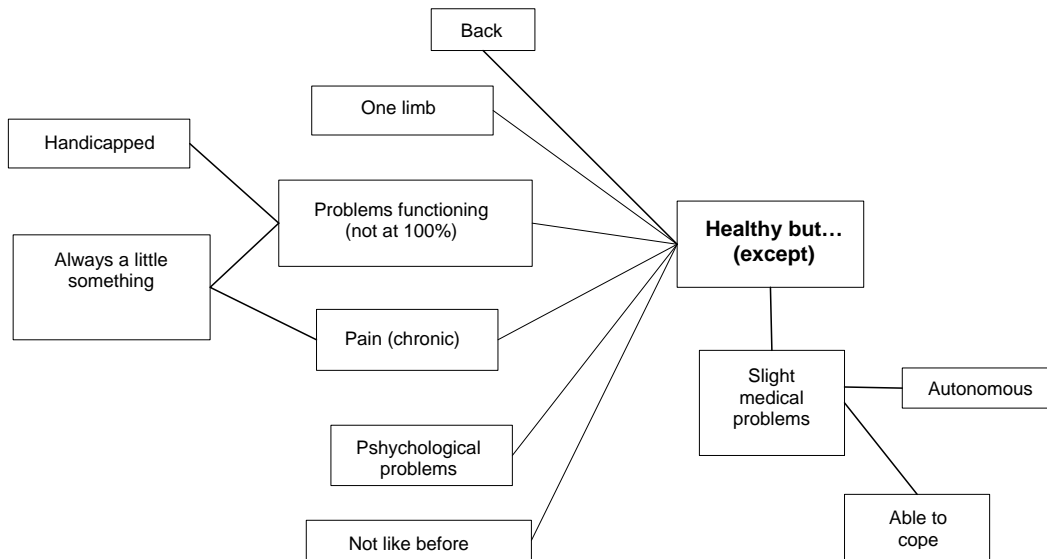 Back
One limb
Handicapped
Problems functioning
(not at 100%)
Healthy but…
(except)
Always a little
something
Pain (chronic)
Slight
medical
problems
Autonomous
Pshychological
problems
Able to
cope
Not like before